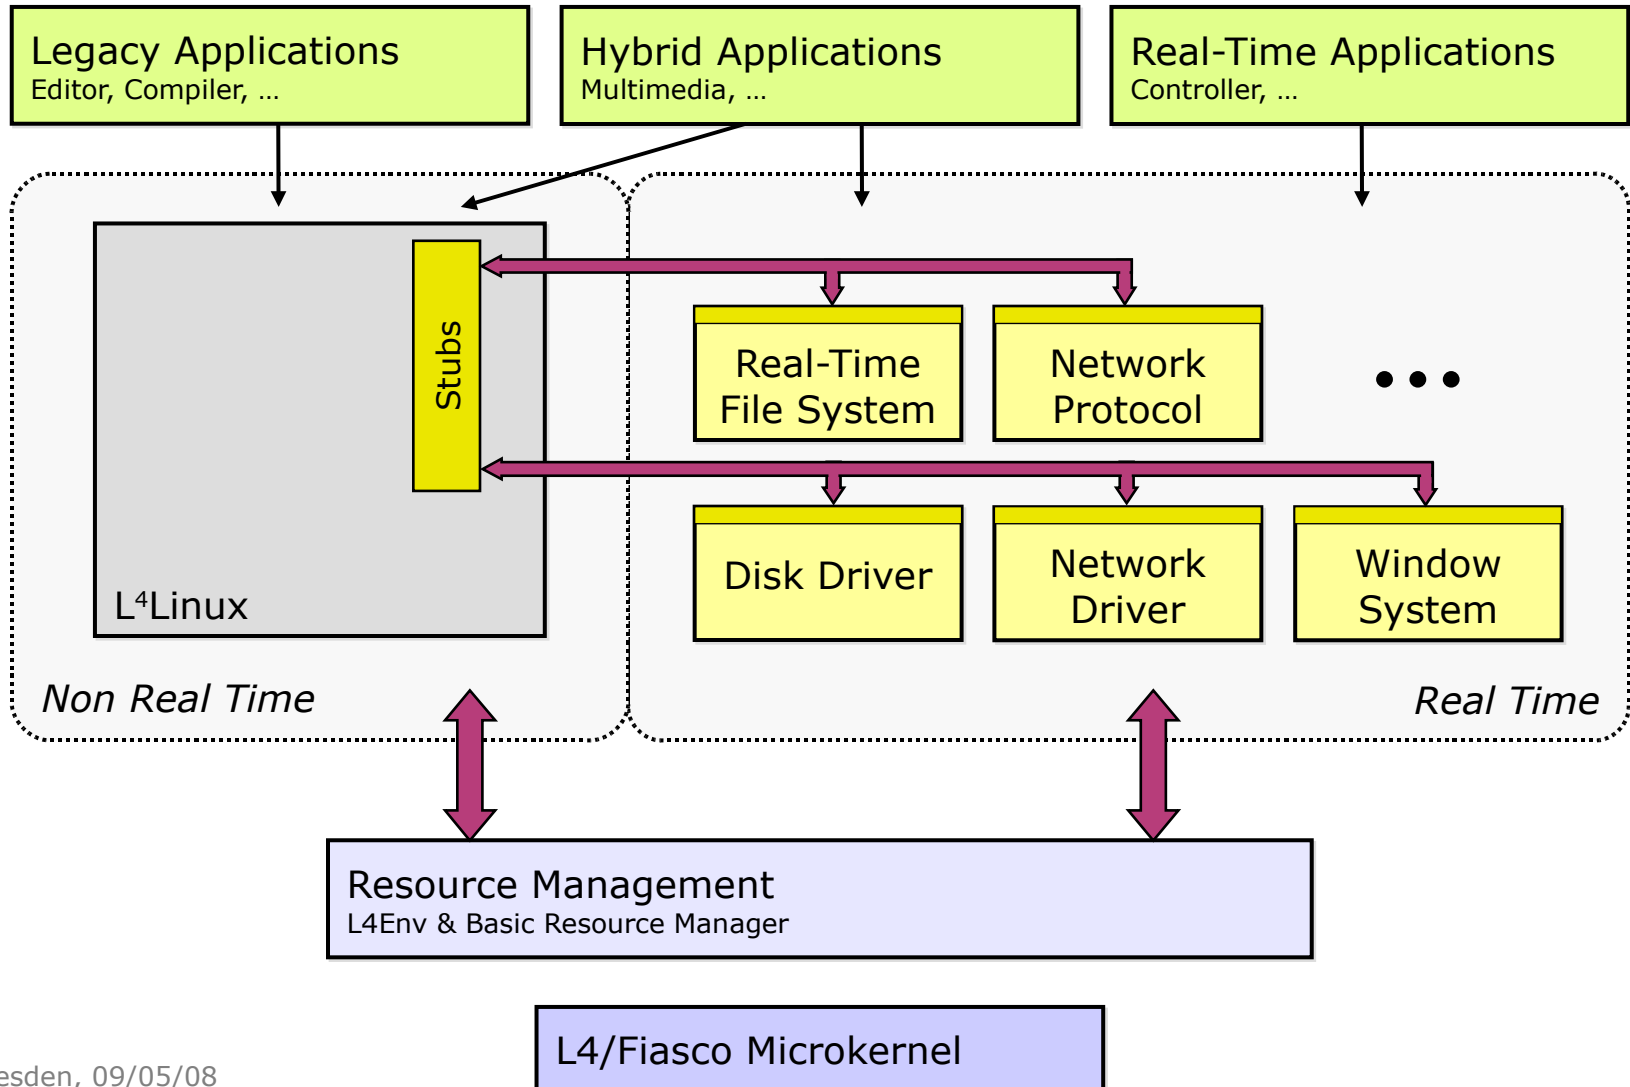 Legacy Applications
Editor, Compiler, …
Hybrid Applications
Multimedia, …
Real-Time Applications
Controller, …
Stubs
L⁴Linux
Real-Time
File System
Network
Protocol
Disk Driver
Network
Driver
Window
System
Non Real Time
Real Time
Resource Management
L4Env & Basic Resource Manager
L4/Fiasco Microkernel
esden, 09/05/08